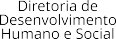 Diretoria de
Desenvolvimento
Humano e Social